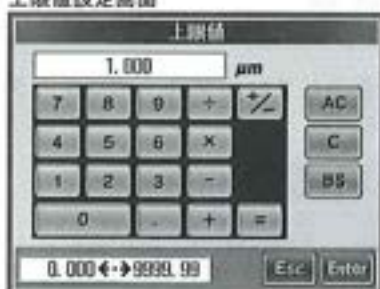 上限値設定画面
上限値
1.000 μm
7 8 9 ÷ +/- AC
4 5 6 × C
1 2 3 - BS
0 . + =
0.000←→9999.99 Esc Enter